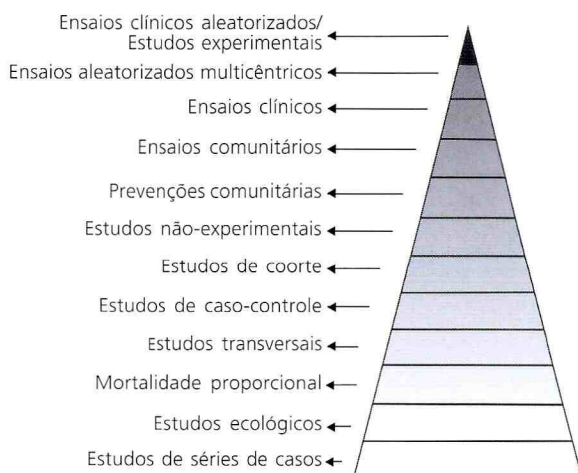 Ensaios clínicos aleatorizados/
Estudos experimentais
Ensaios aleatorizados multicêntricos
Ensaios clínicos
Ensaios comunitários
Prevenções comunitárias
Estudos não-experimentais
Estudos de coorte
Estudos de caso-controle
Estudos transversais
Mortalidade proporcional
Estudos ecológicos
Estudos de séries de casos